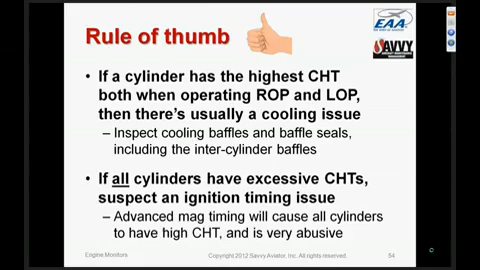 Rule of thumb
EAA
SAVVY
• If a cylinder has the highest CHT
both when operating ROP and LOP,
then there's usually a cooling issue
– Inspect cooling baffles and baffle seals,
including the inter-cylinder baffles
• If all cylinders have excessive CHTs,
suspect an ignition timing issue
– Advanced mag timing will cause all cylinders
to have high CHT, and is very abusive
Engine Monitors
Copyright 2012 Savvy Aviator, Inc. All rights reserved.
54